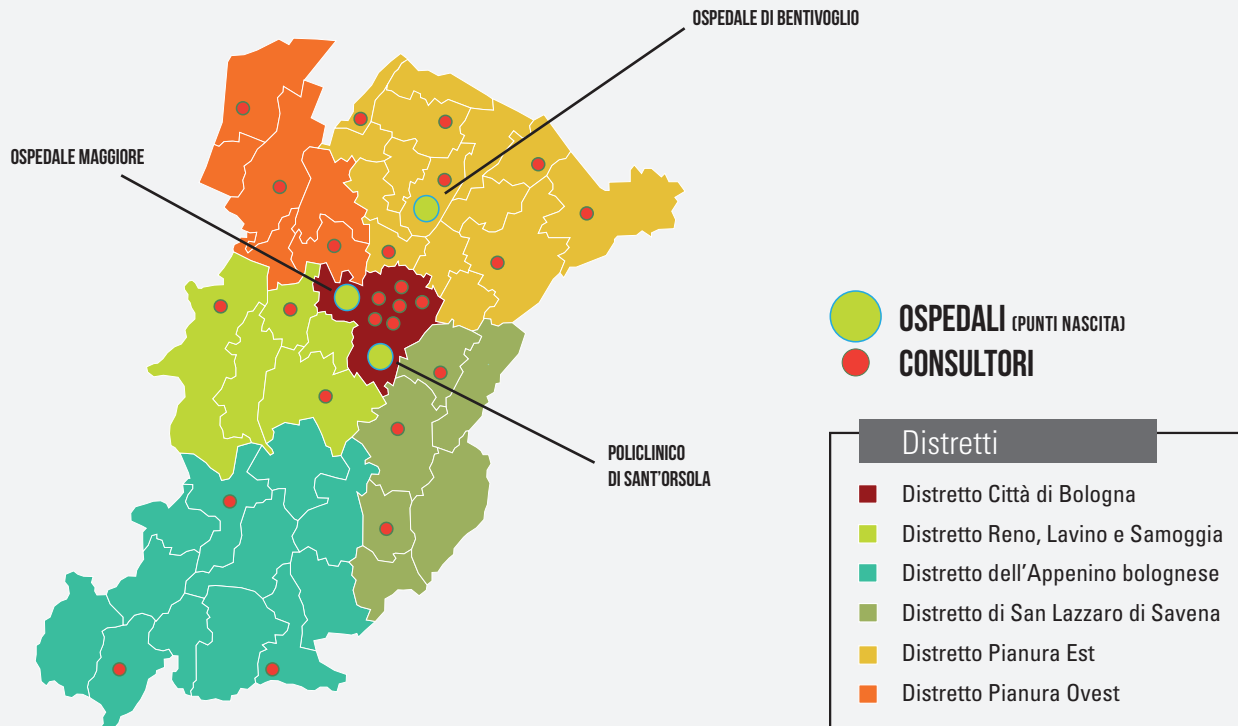 OSPEDALE DI BENTIVOGLIO
OSPEDALE MAGGIORE
OSPEDALI (PUNTI NASCITA)
CONSULTORI
POLICLINICO
DI SANT'ORSOLA
Distretti
Distretto Città di Bologna
Distretto Reno, Lavino e Samoggia
Distretto dell'Appenino bolognese
Distretto di San Lazzaro di Savena
Distretto Pianura Est
Distretto Pianura Ovest